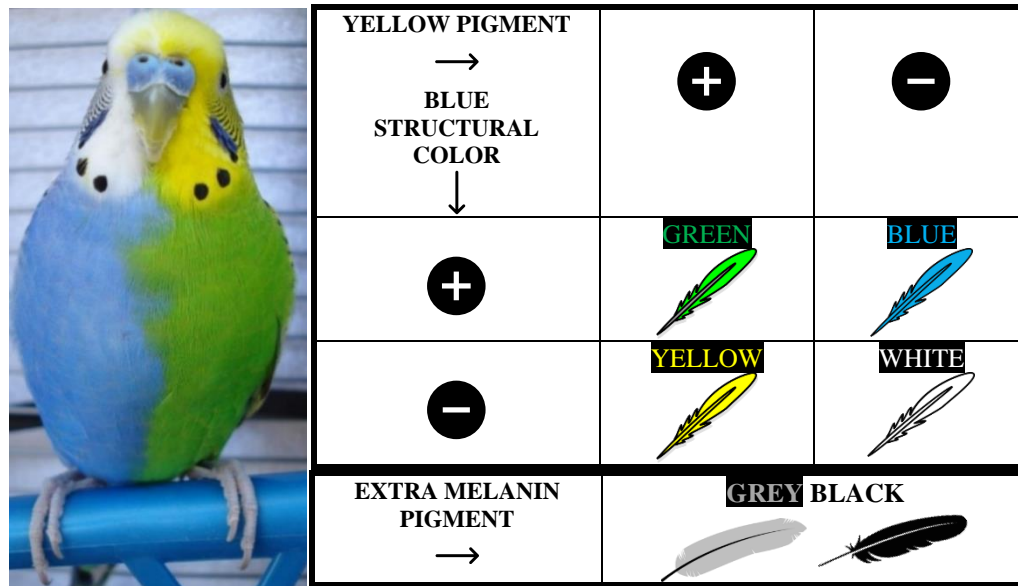 YELLOW PIGMENT
→
BLUE
STRUCTURAL
COLOR
↓
+
−
+
GREEN
BLUE
−
YELLOW
WHITE
EXTRA MELANIN
PIGMENT
→
GREY BLACK